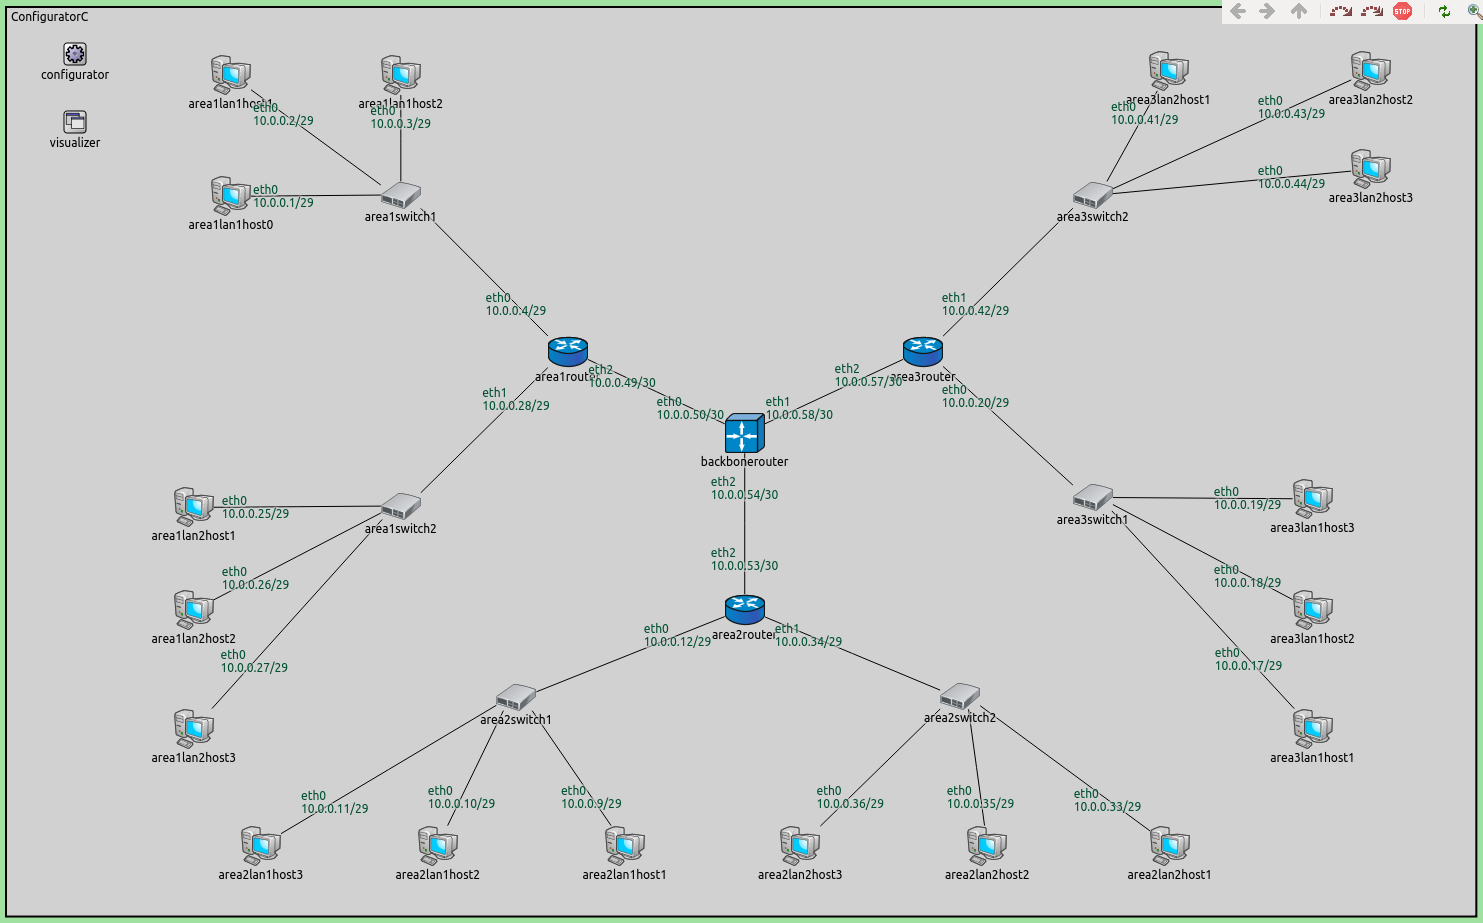 ConfiguratorC
STOP
configurator
visualizer
area1lan1host1
eth0
10.0.0.2/29
area1lan1host2
eth0
10.0.0.3/29
area1lan1host0
eth0
10.0.0.1/29
area1switch1
eth0
10.0.0.4/29
area3lan2host1
eth0
10.0.0.41/29
area3lan2host2
eth0
10.0.0.43/29
area3lan2host3
eth0
10.0.0.44/29
area3switch2
eth1
10.0.0.42/29
area1router
eth2
10.0.0.49/30
eth1
10.0.0.28/29
area3router
eth2
10.0.0.57/30
eth0
10.0.0.20/29
eth0
10.0.0.50/30
eth1
10.0.0.58/30
backbonerouter
eth2
10.0.0.54/30
area1lan2host1
eth0
10.0.0.25/29
area1switch2
area1lan2host2
eth0
10.0.0.26/29
area1lan2host3
eth0
10.0.0.27/29
area3switch1
eth0
10.0.0.19/29
area3lan1host3
eth0
10.0.0.18/29
area3lan1host2
eth0
10.0.0.17/29
area3lan1host1
eth2
10.0.0.53/30
area2router
eth0
10.0.0.12/29
eth1
10.0.0.34/29
area2switch1
area2switch2
eth0
10.0.0.11/29
eth0
10.0.0.10/29
eth0
10.0.0.9/29
eth0
10.0.0.36/29
eth0
10.0.0.35/29
eth0
10.0.0.33/29
area2lan1host3
area2lan1host2
area2lan1host1
area2lan2host3
area2lan2host2
area2lan2host1